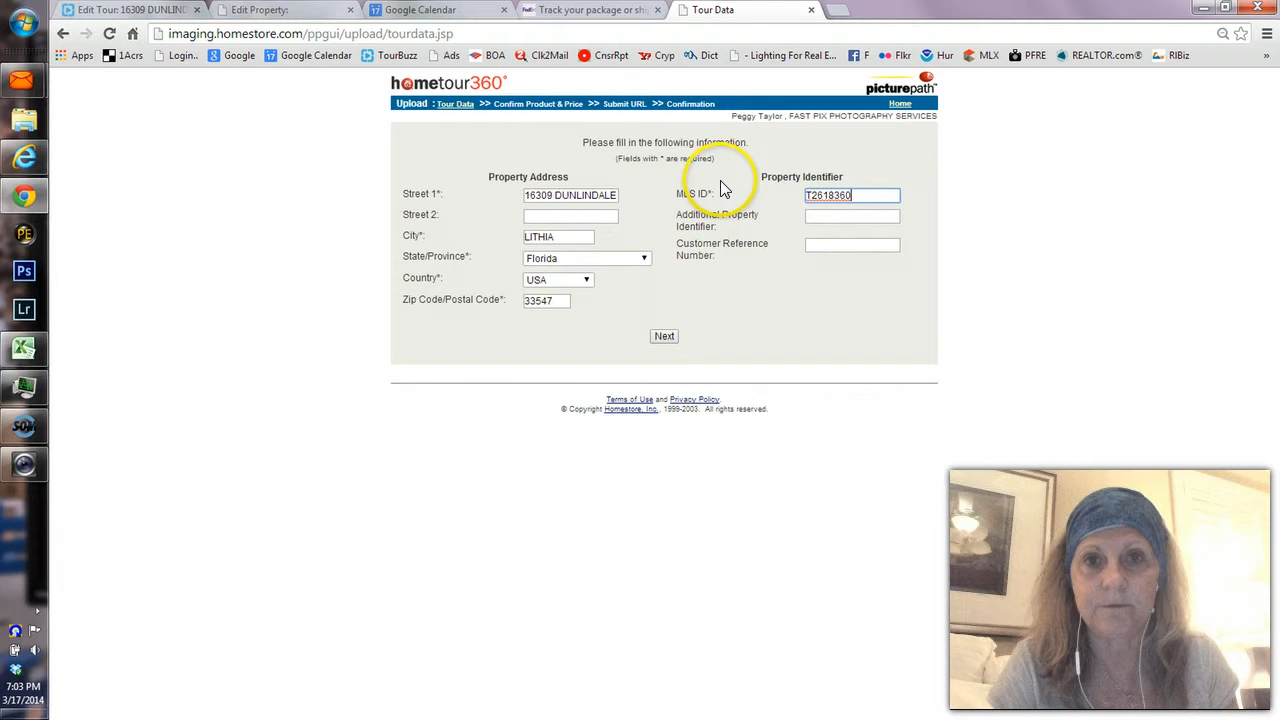 Edit Tour: 16309 DUNLIND
Edit Property:
Google Calendar
Track your package or shi
Tour Data
imaging.homestore.com/ppgui/upload/tourdata.jsp
Apps 1Acrs Login.. Google Google Calendar TourBuzz Ads BOA Clk2Mail CnsrRpt Cryp Dict - Lighting For Real E... F Flkr Hur MLX PFRE REALTOR.com® RIBiz
hometour360°
picturepath
Upload : Tour Data >> Confirm Product & Price >> Submit URL >> Confirmation Home
Peggy Taylor , FAST PIX PHOTOGRAPHY SERVICES
Please fill in the following information.
(Fields with * are required)
Property Address
Street 1*: 16309 DUNLINDALE
Street 2:
City*: LITHIA
State/Province*: Florida
Country*: USA
Zip Code/Postal Code*: 33547
Property Identifier
ID*: T2618360
Additional Property
Identifier:
Customer Reference
Number:
Next
Terms of Use and Privacy Policy.
© Copyright Homestore, Inc., 1999-2003. All rights reserved.
PE
Ps
Lr
7:03 PM
3/17/2014